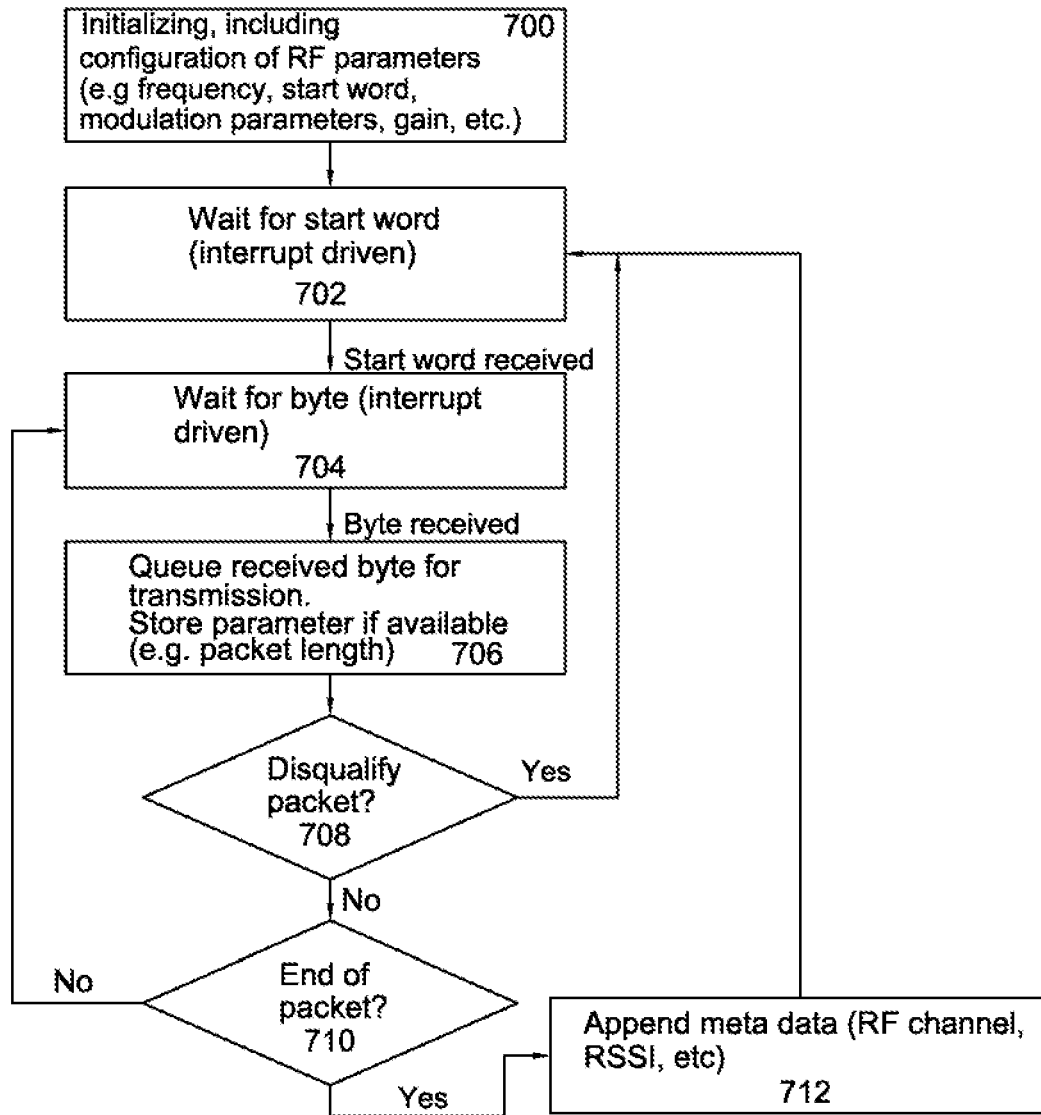 Initializing, including 700
configuration of RF parameters
(e.g frequency, start word,
modulation parameters, gain, etc.)
Wait for start word
(interrupt driven)
702
Start word received
Wait for byte (interrupt
driven)
704
Byte received
Queue received byte for
transmission.
Store parameter if available
(e.g. packet length) 706
Disqualify
packet?
708
Yes
No
End of
packet?
710
No
Yes
Append meta data (RF channel,
RSSI, etc)
712